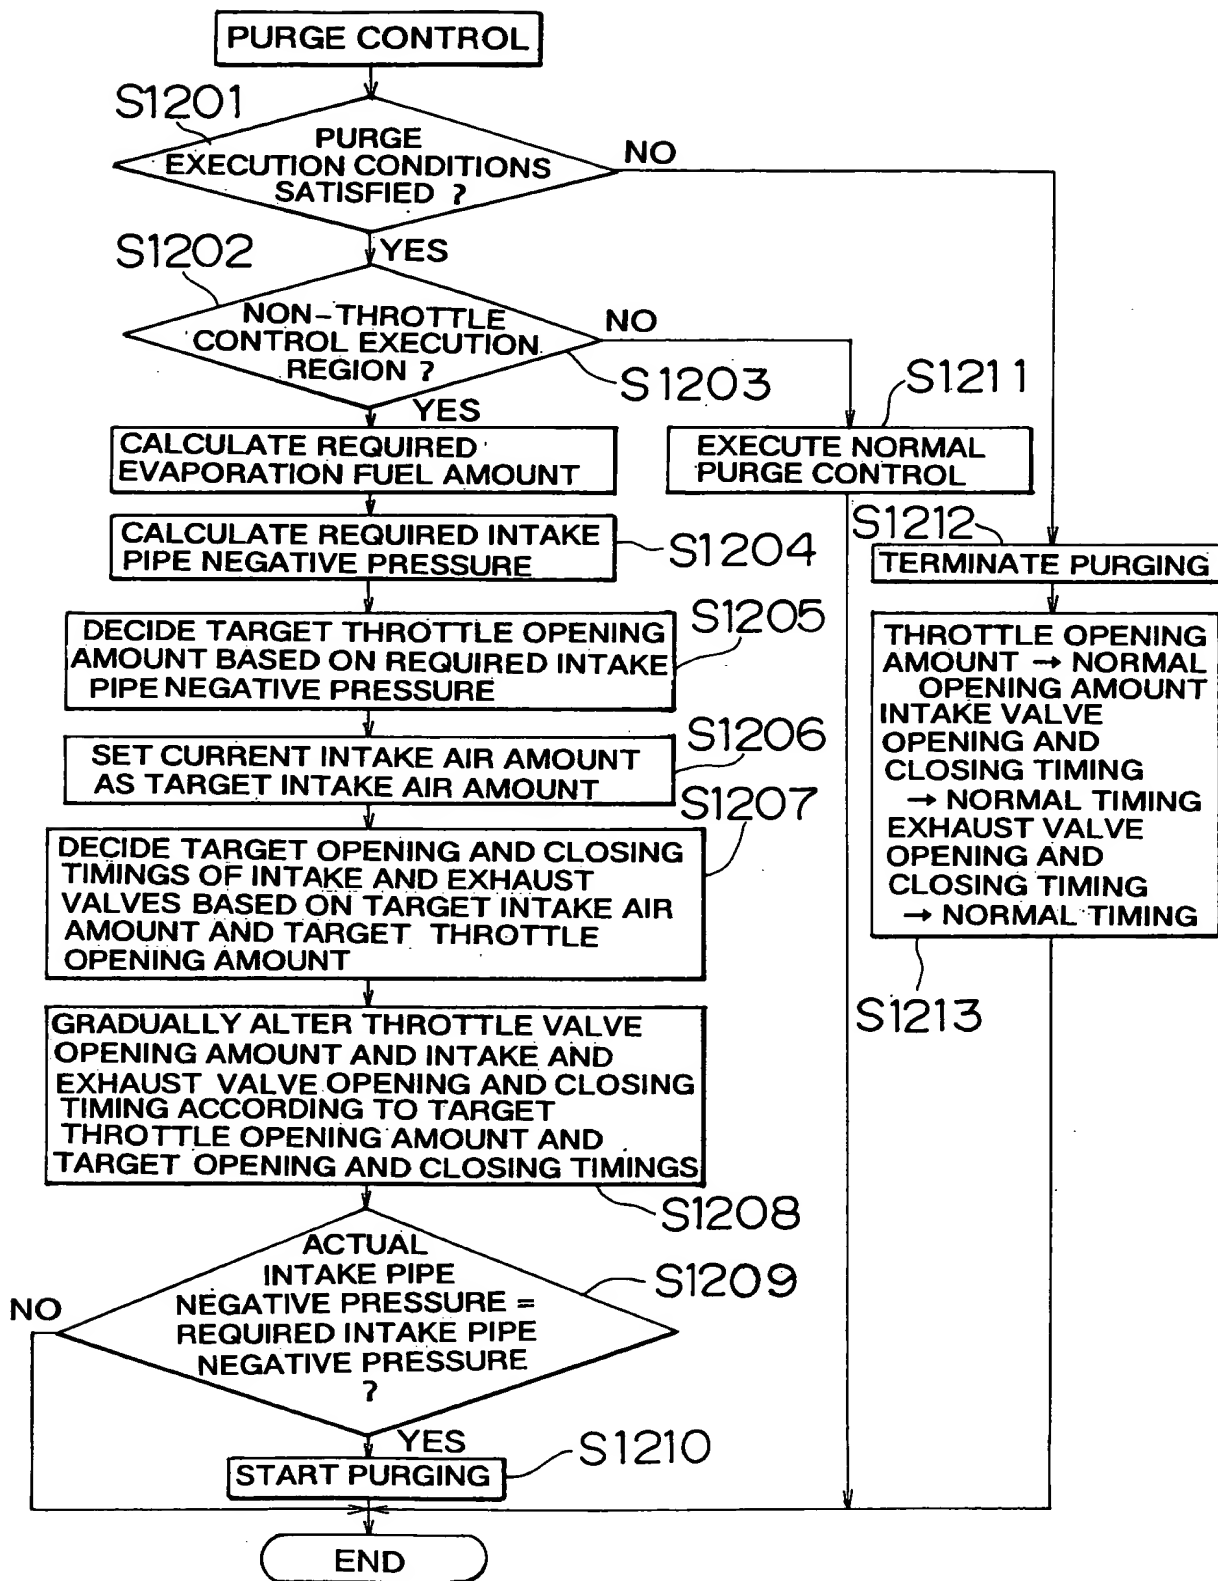 PURGE CONTROL
S1201
PURGE
EXECUTION CONDITIONS
SATISFIED ?
NO
YES
S1202
NON-THROTTLE
CONTROL EXECUTION
REGION ?
NO
S1203
YES
S1211
CALCULATE REQUIRED
EVAPORATION FUEL AMOUNT
EXECUTE NORMAL
PURGE CONTROL
CALCULATE REQUIRED INTAKE
PIPE NEGATIVE PRESSURE
S1204
S1212
TERMINATE PURGING
DECIDE TARGET THROTTLE OPENING
AMOUNT BASED ON REQUIRED INTAKE
PIPE NEGATIVE PRESSURE
S1205
THROTTLE OPENING
AMOUNT → NORMAL
OPENING AMOUNT
INTAKE VALVE
OPENING AND
CLOSING TIMING
→ NORMAL TIMING
EXHAUST VALVE
OPENING AND
CLOSING TIMING
→ NORMAL TIMING
S1213
SET CURRENT INTAKE AIR AMOUNT
AS TARGET INTAKE AIR AMOUNT
S1206
S1207
DECIDE TARGET OPENING AND CLOSING
TIMINGS OF INTAKE AND EXHAUST
VALVES BASED ON TARGET INTAKE AIR
AMOUNT AND TARGET THROTTLE
OPENING AMOUNT
GRADUALLY ALTER THROTTLE VALVE
OPENING AMOUNT AND INTAKE AND
EXHAUST VALVE OPENING AND CLOSING
TIMING ACCORDING TO TARGET
THROTTLE OPENING AMOUNT AND
TARGET OPENING AND CLOSING TIMINGS
S1208
ACTUAL
INTAKE PIPE
NEGATIVE PRESSURE =
REQUIRED INTAKE PIPE
NEGATIVE PRESSURE
?
S1209
NO
YES
S1210
START PURGING
END